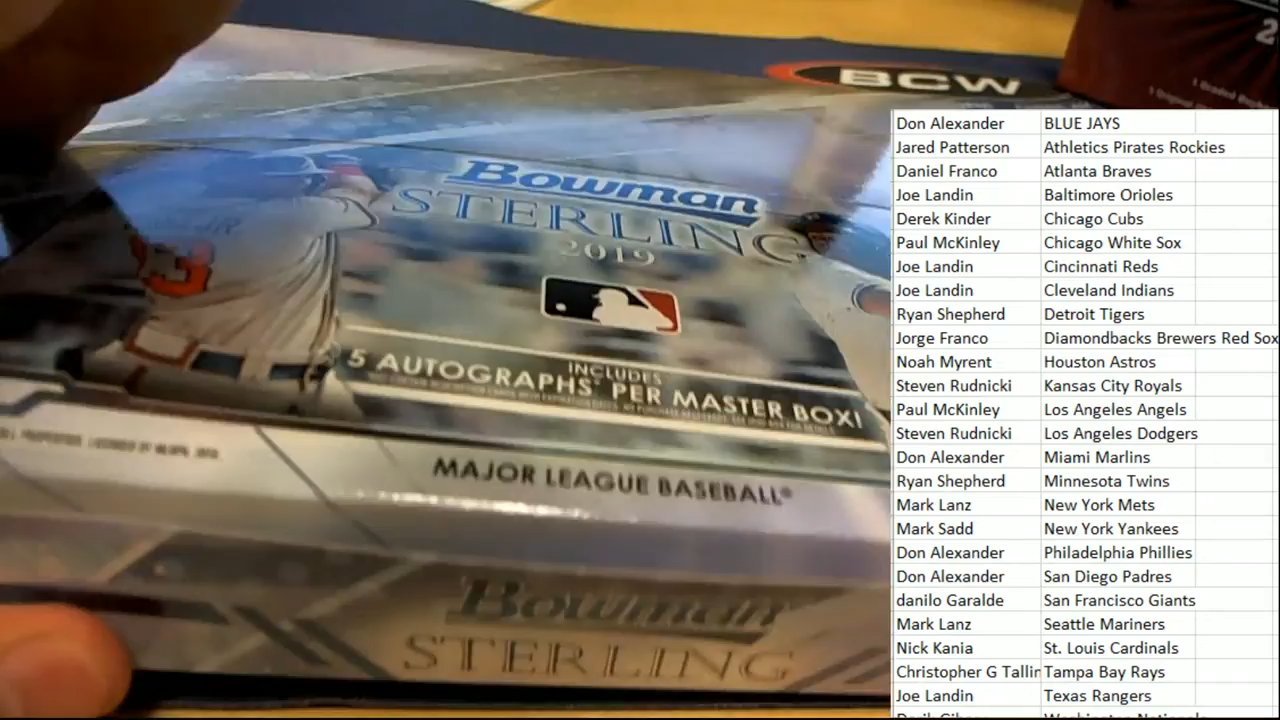 BCW
2
Bowman
STERLING
2019
INCLUDES
5 AUTOGRAPHS PER MASTER BOX!
MAJOR LEAGUE BASEBALL®
Bowman
STERLING
Don Alexander BLUE JAYS
Jared Patterson Athletics Pirates Rockies
Daniel Franco Atlanta Braves
Joe Landin Baltimore Orioles
Derek Kinder Chicago Cubs
Paul McKinley Chicago White Sox
Joe Landin Cincinnati Reds
Joe Landin Cleveland Indians
Ryan Shepherd Detroit Tigers
Jorge Franco Diamondbacks Brewers Red Sox
Noah Myrent Houston Astros
Steven Rudnicki Kansas City Royals
Paul McKinley Los Angeles Angels
Steven Rudnicki Los Angeles Dodgers
Don Alexander Miami Marlins
Ryan Shepherd Minnesota Twins
Mark Lanz New York Mets
Mark Sadd New York Yankees
Don Alexander Philadelphia Phillies
Don Alexander San Diego Padres
danilo Garalde San Francisco Giants
Mark Lanz Seattle Mariners
Nick Kania St. Louis Cardinals
Christopher G Tallin Tampa Bay Rays
Joe Landin Texas Rangers